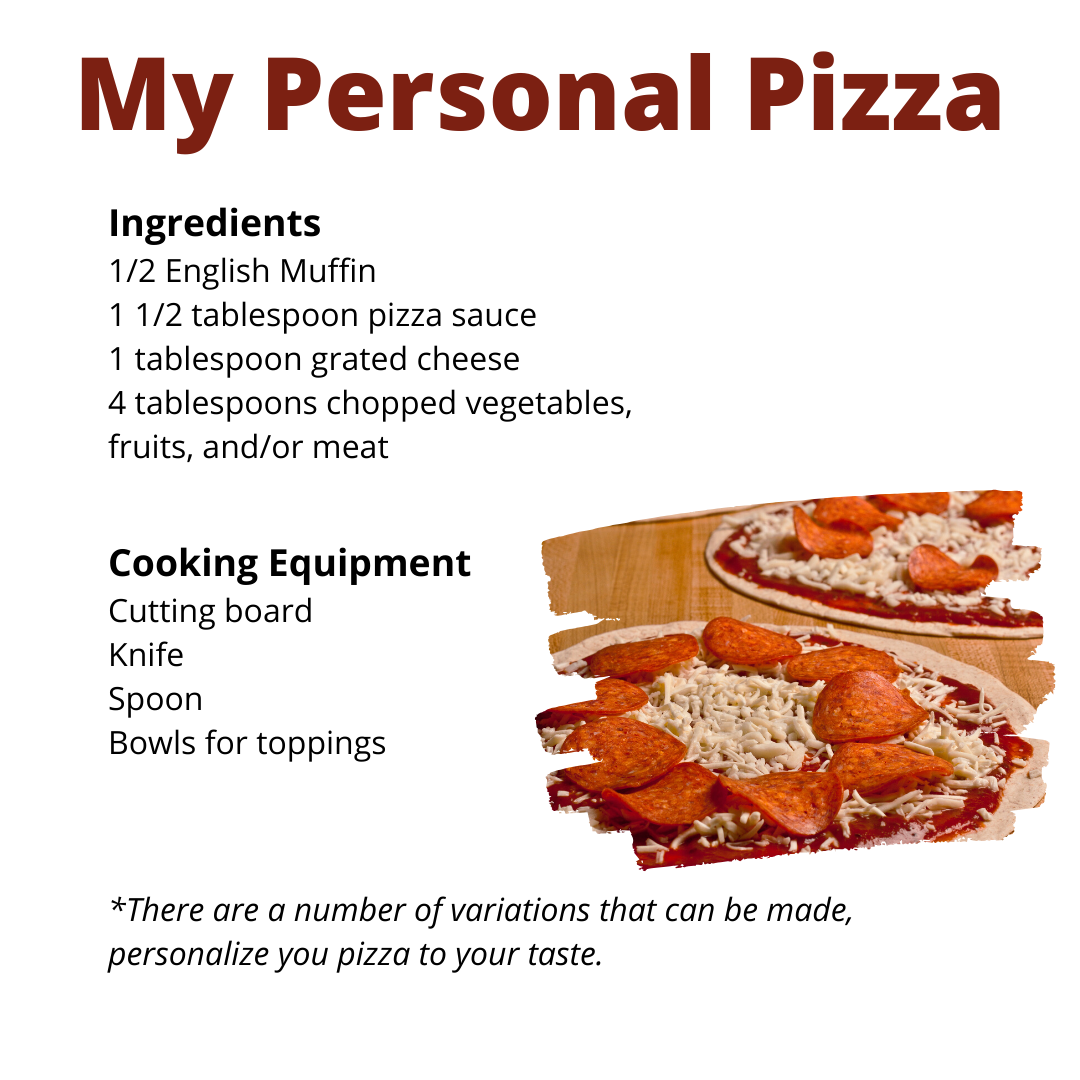 My Personal Pizza
Ingredients
1/2 English Muffin
1 1/2 tablespoon pizza sauce
1 tablespoon grated cheese
4 tablespoons chopped vegetables,
fruits, and/or meat
Cooking Equipment
Cutting board
Knife
Spoon
Bowls for toppings
*There are a number of variations that can be made,
personalize you pizza to your taste.